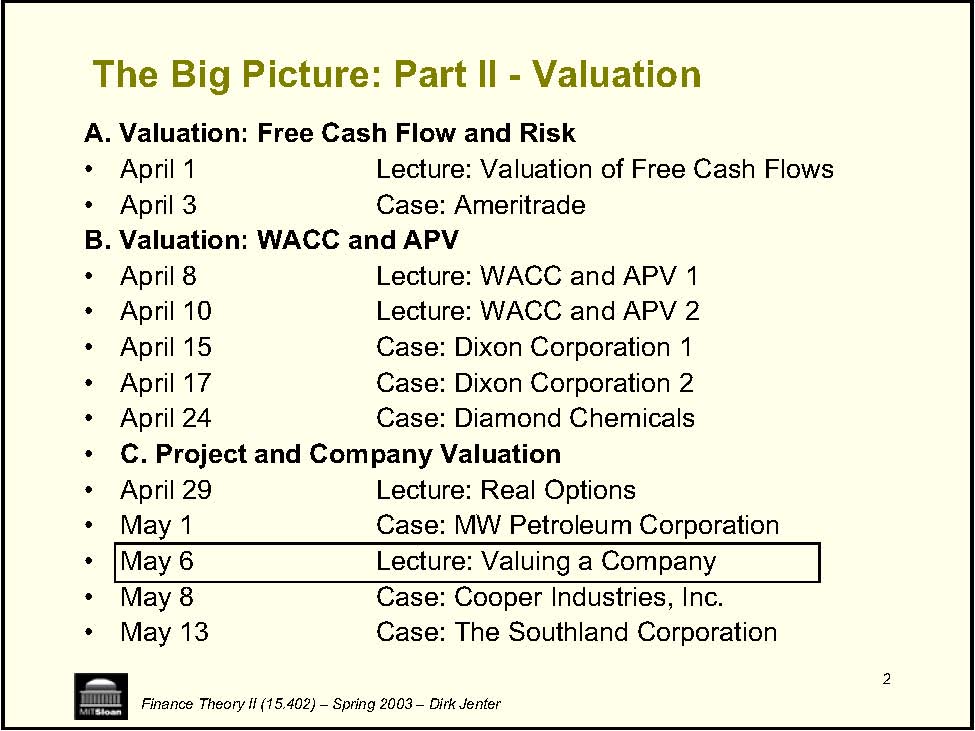 The Big Picture: Part II - Valuation
A. Valuation: Free Cash Flow and Risk
• April 1 Lecture: Valuation of Free Cash Flows
• April 3 Case: Ameritrade
B. Valuation: WACC and APV
• April 8 Lecture: WACC and APV 1
• April 10 Lecture: WACC and APV 2
• April 15 Case: Dixon Corporation 1
• April 17 Case: Dixon Corporation 2
• April 24 Case: Diamond Chemicals
• C. Project and Company Valuation
• April 29 Lecture: Real Options
• May 1 Case: MW Petroleum Corporation
• May 6 Lecture: Valuing a Company
• May 8 Case: Cooper Industries, Inc.
• May 13 Case: The Southland Corporation
2
MITSloan
Finance Theory II (15.402) – Spring 2003 – Dirk Jenter